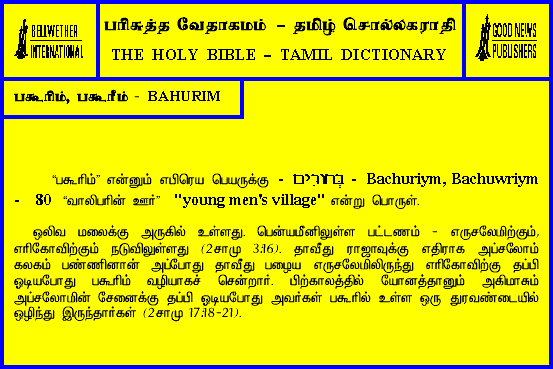 BELLWETHER
INTERNATIONAL
பரிசுத்த வேதாகமம் – தமிழ் சொல்லகராதி
THE HOLY BIBLE – TAMIL DICTIONARY
GOOD NEWS
PUBLISHERS
பகூரிம், பகூரீம் - BAHURIM
“பகூரிம்” என்னும் எபிரெய பெயருக்கு - בחורים - Bachuriym, Bachuwriym
- 80 “வாலிபரின் ஊர்” "young men's village" என்று பொருள்.
ஒலிவ மலைக்கு அருகில் உள்ளது. பென்யமீனிலுள்ள பட்டணம் - எருசலேமிற்கும்,
எரிகோவிற்கும் நடுவிலுள்ளது (2சாமு 3:16). தாவீது ராஜாவுக்கு எதிராக அப்சலோம்
கலகம் பண்ணினான் அப்போது தாவீது பழைய எருசலேமிலிருந்து எரிகோவிற்கு தப்பி
ஓடியபோது பகூரிம் வழியாகச் சென்றார். பிற்காலத்தில் யோனத்தானும் அகிமாசும்
அப்சலோமின் சேனைக்கு தப்பி ஓடியபோது அவர்கள் பகூரில் உள்ள ஒரு துரவண்டையில்
ஒழிந்து இருந்தார்கள் (2சாமு 17:18-21).